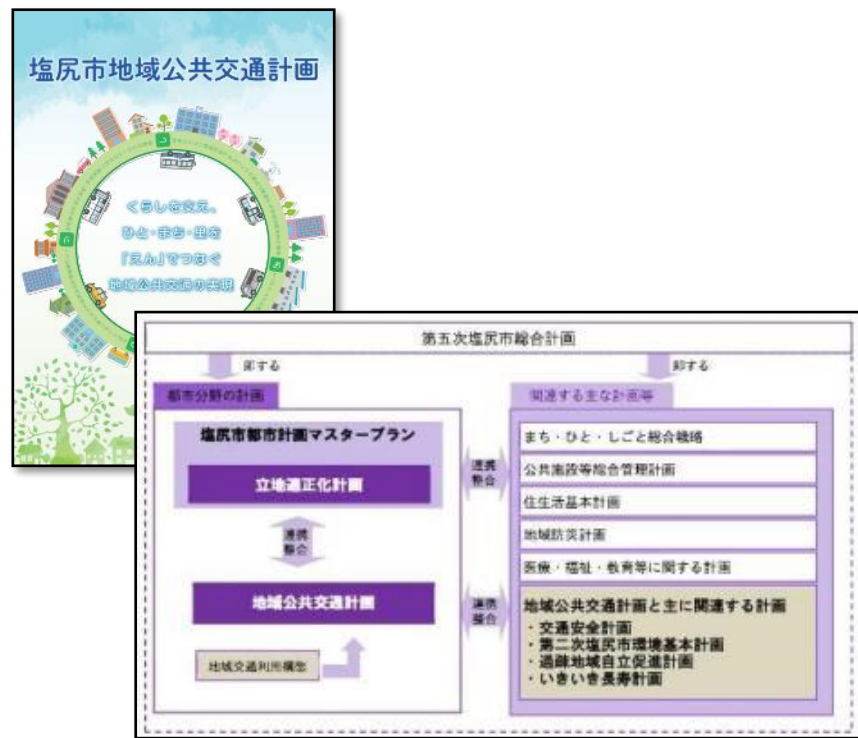 塩尻市地域公共交通計画
くらしを支え、
ひと・まち・里を
「えん」でつなぐ
地域公共交通の実現
第五次塩尻市総合計画
即する
即する
都市分野の計画
関連する主な計画等
塩尻市都市計画マスタープラン
立地適正化計画
連携
整合
地域公共交通計画
地域交通利用構想
連携
整合
連携
整合
まち・ひと・しごと総合戦略
公共施設等総合管理計画
住生活基本計画
地域防災計画
医療・福祉・教育等に関する計画
地域公共交通計画と主に関連する計画
・交通安全計画
・第二次塩尻市環境基本計画
・過疎地域自立促進計画
・いきいき長寿計画